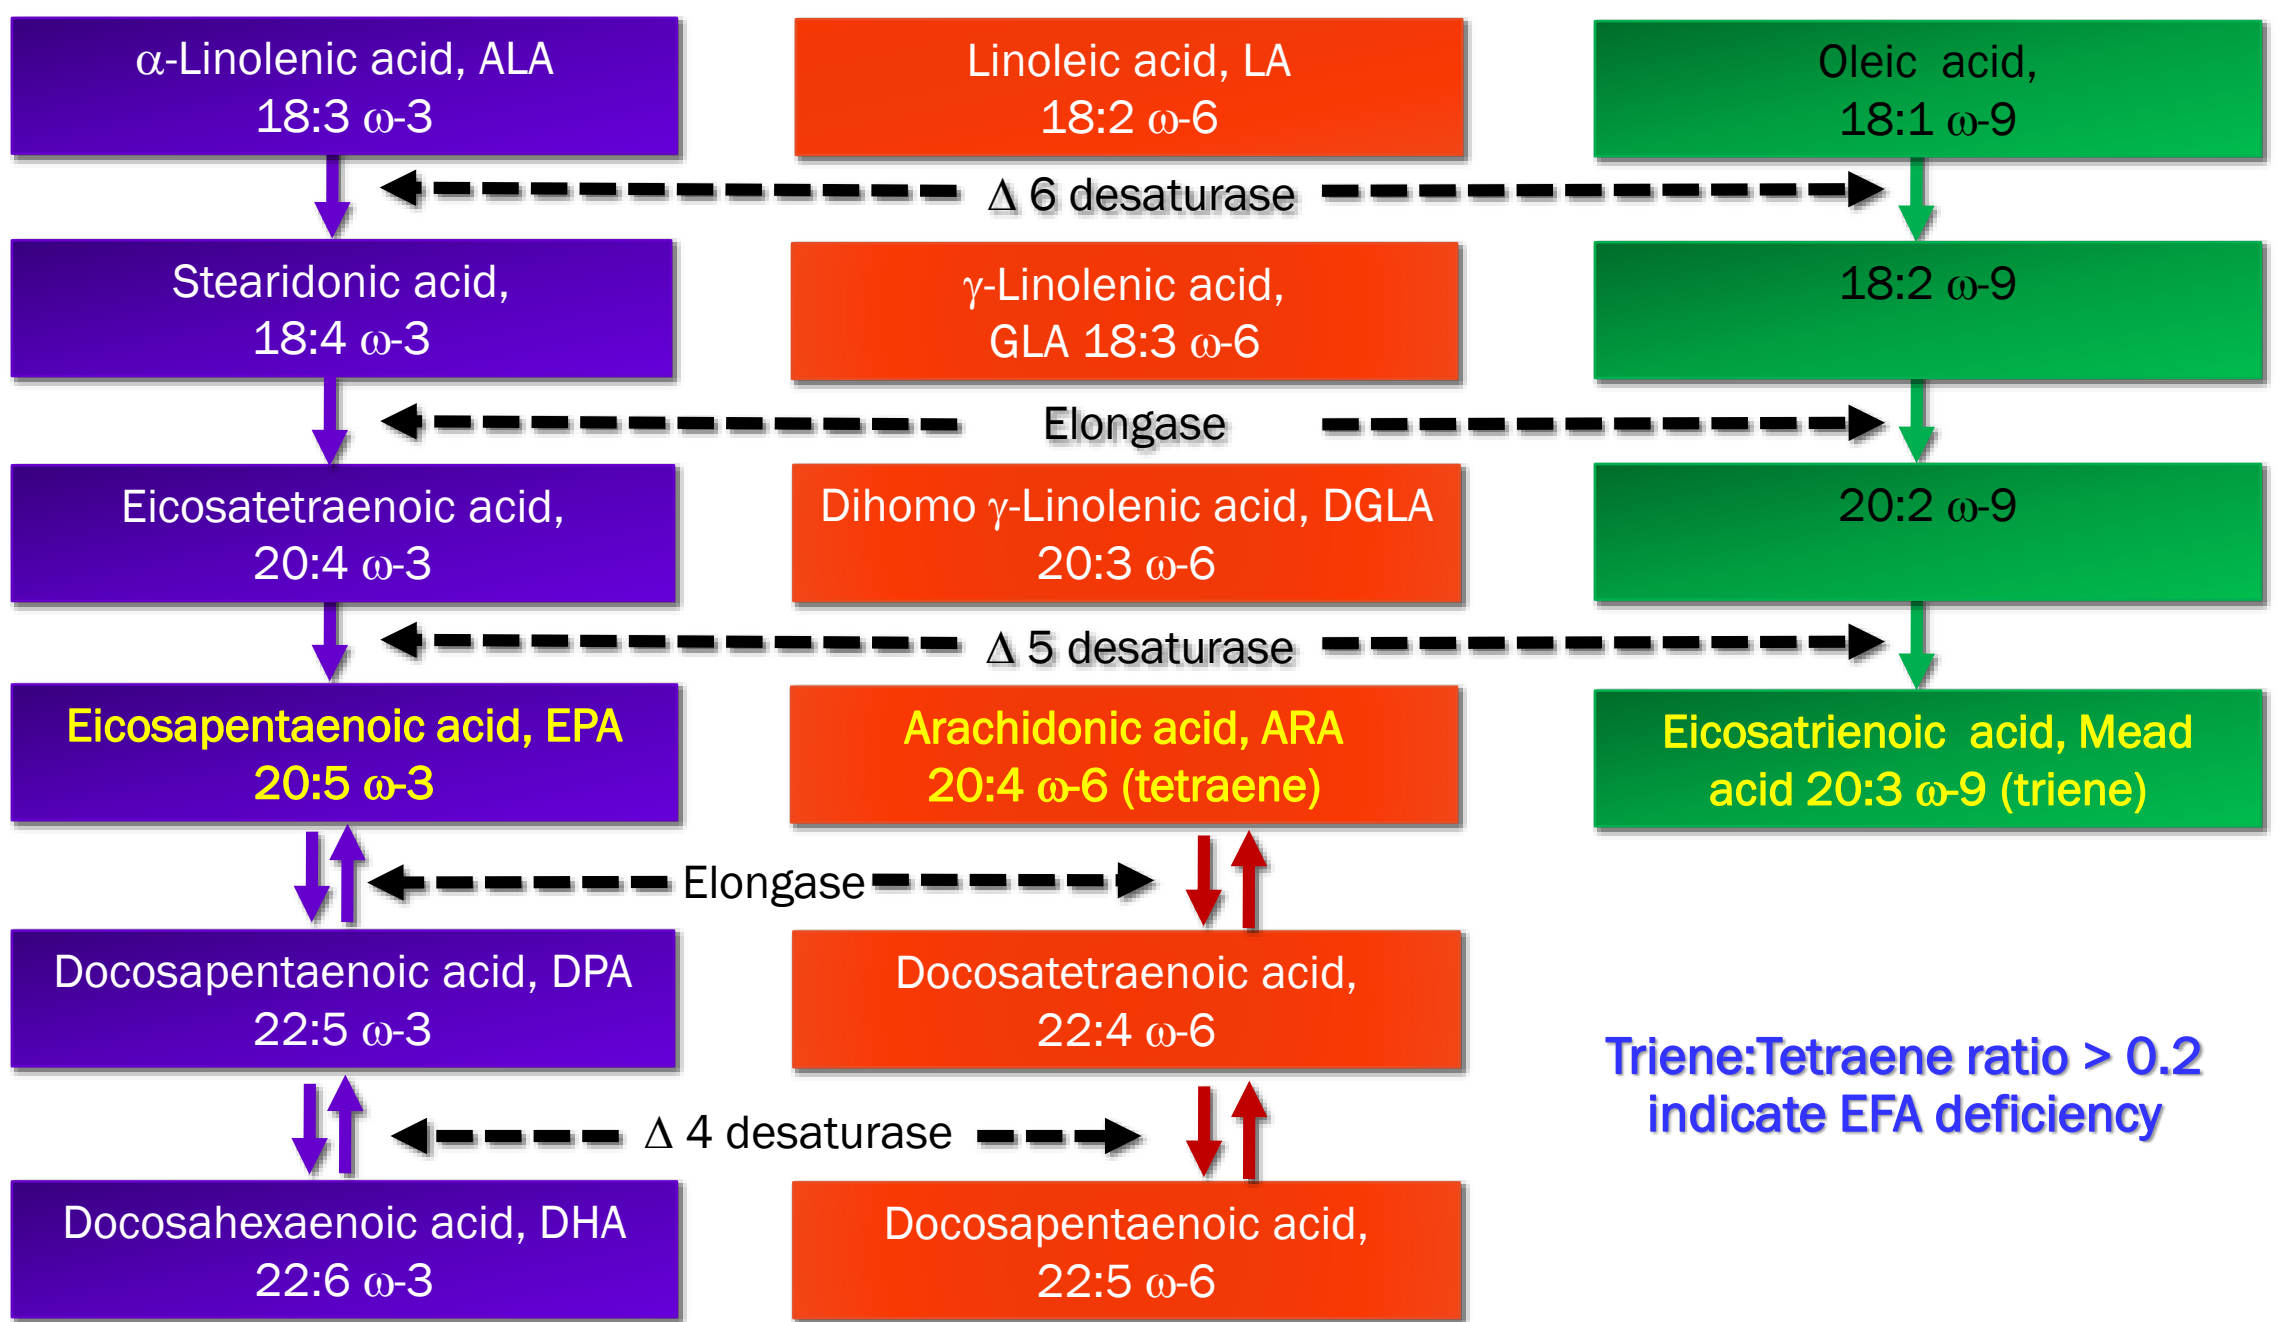 α-Linolenic acid, ALA
18:3 ω-3
Linoleic acid, LA
18:2 ω-6
Oleic acid,
18:1 ω-9
Δ 6 desaturase
Stearidonic acid,
18:4 ω-3
γ-Linolenic acid,
GLA 18:3 ω-6
18:2 ω-9
Elongase
Eicosatetraenoic acid,
20:4 ω-3
Dihomo γ-Linolenic acid, DGLA
20:3 ω-6
20:2 ω-9
Δ 5 desaturase
Eicosapentaenoic acid, EPA
20:5 ω-3
Arachidonic acid, ARA
20:4 ω-6 (tetraene)
Eicosatrienoic acid, Mead
acid 20:3 ω-9 (triene)
Elongase
Docosapentaenoic acid, DPA
22:5 ω-3
Docosatetraenoic acid,
22:4 ω-6
Triene:Tetraene ratio > 0.2
indicate EFA deficiency
Δ 4 desaturase
Docosahexaenoic acid, DHA
22:6 ω-3
Docosapentaenoic acid,
22:5 ω-6